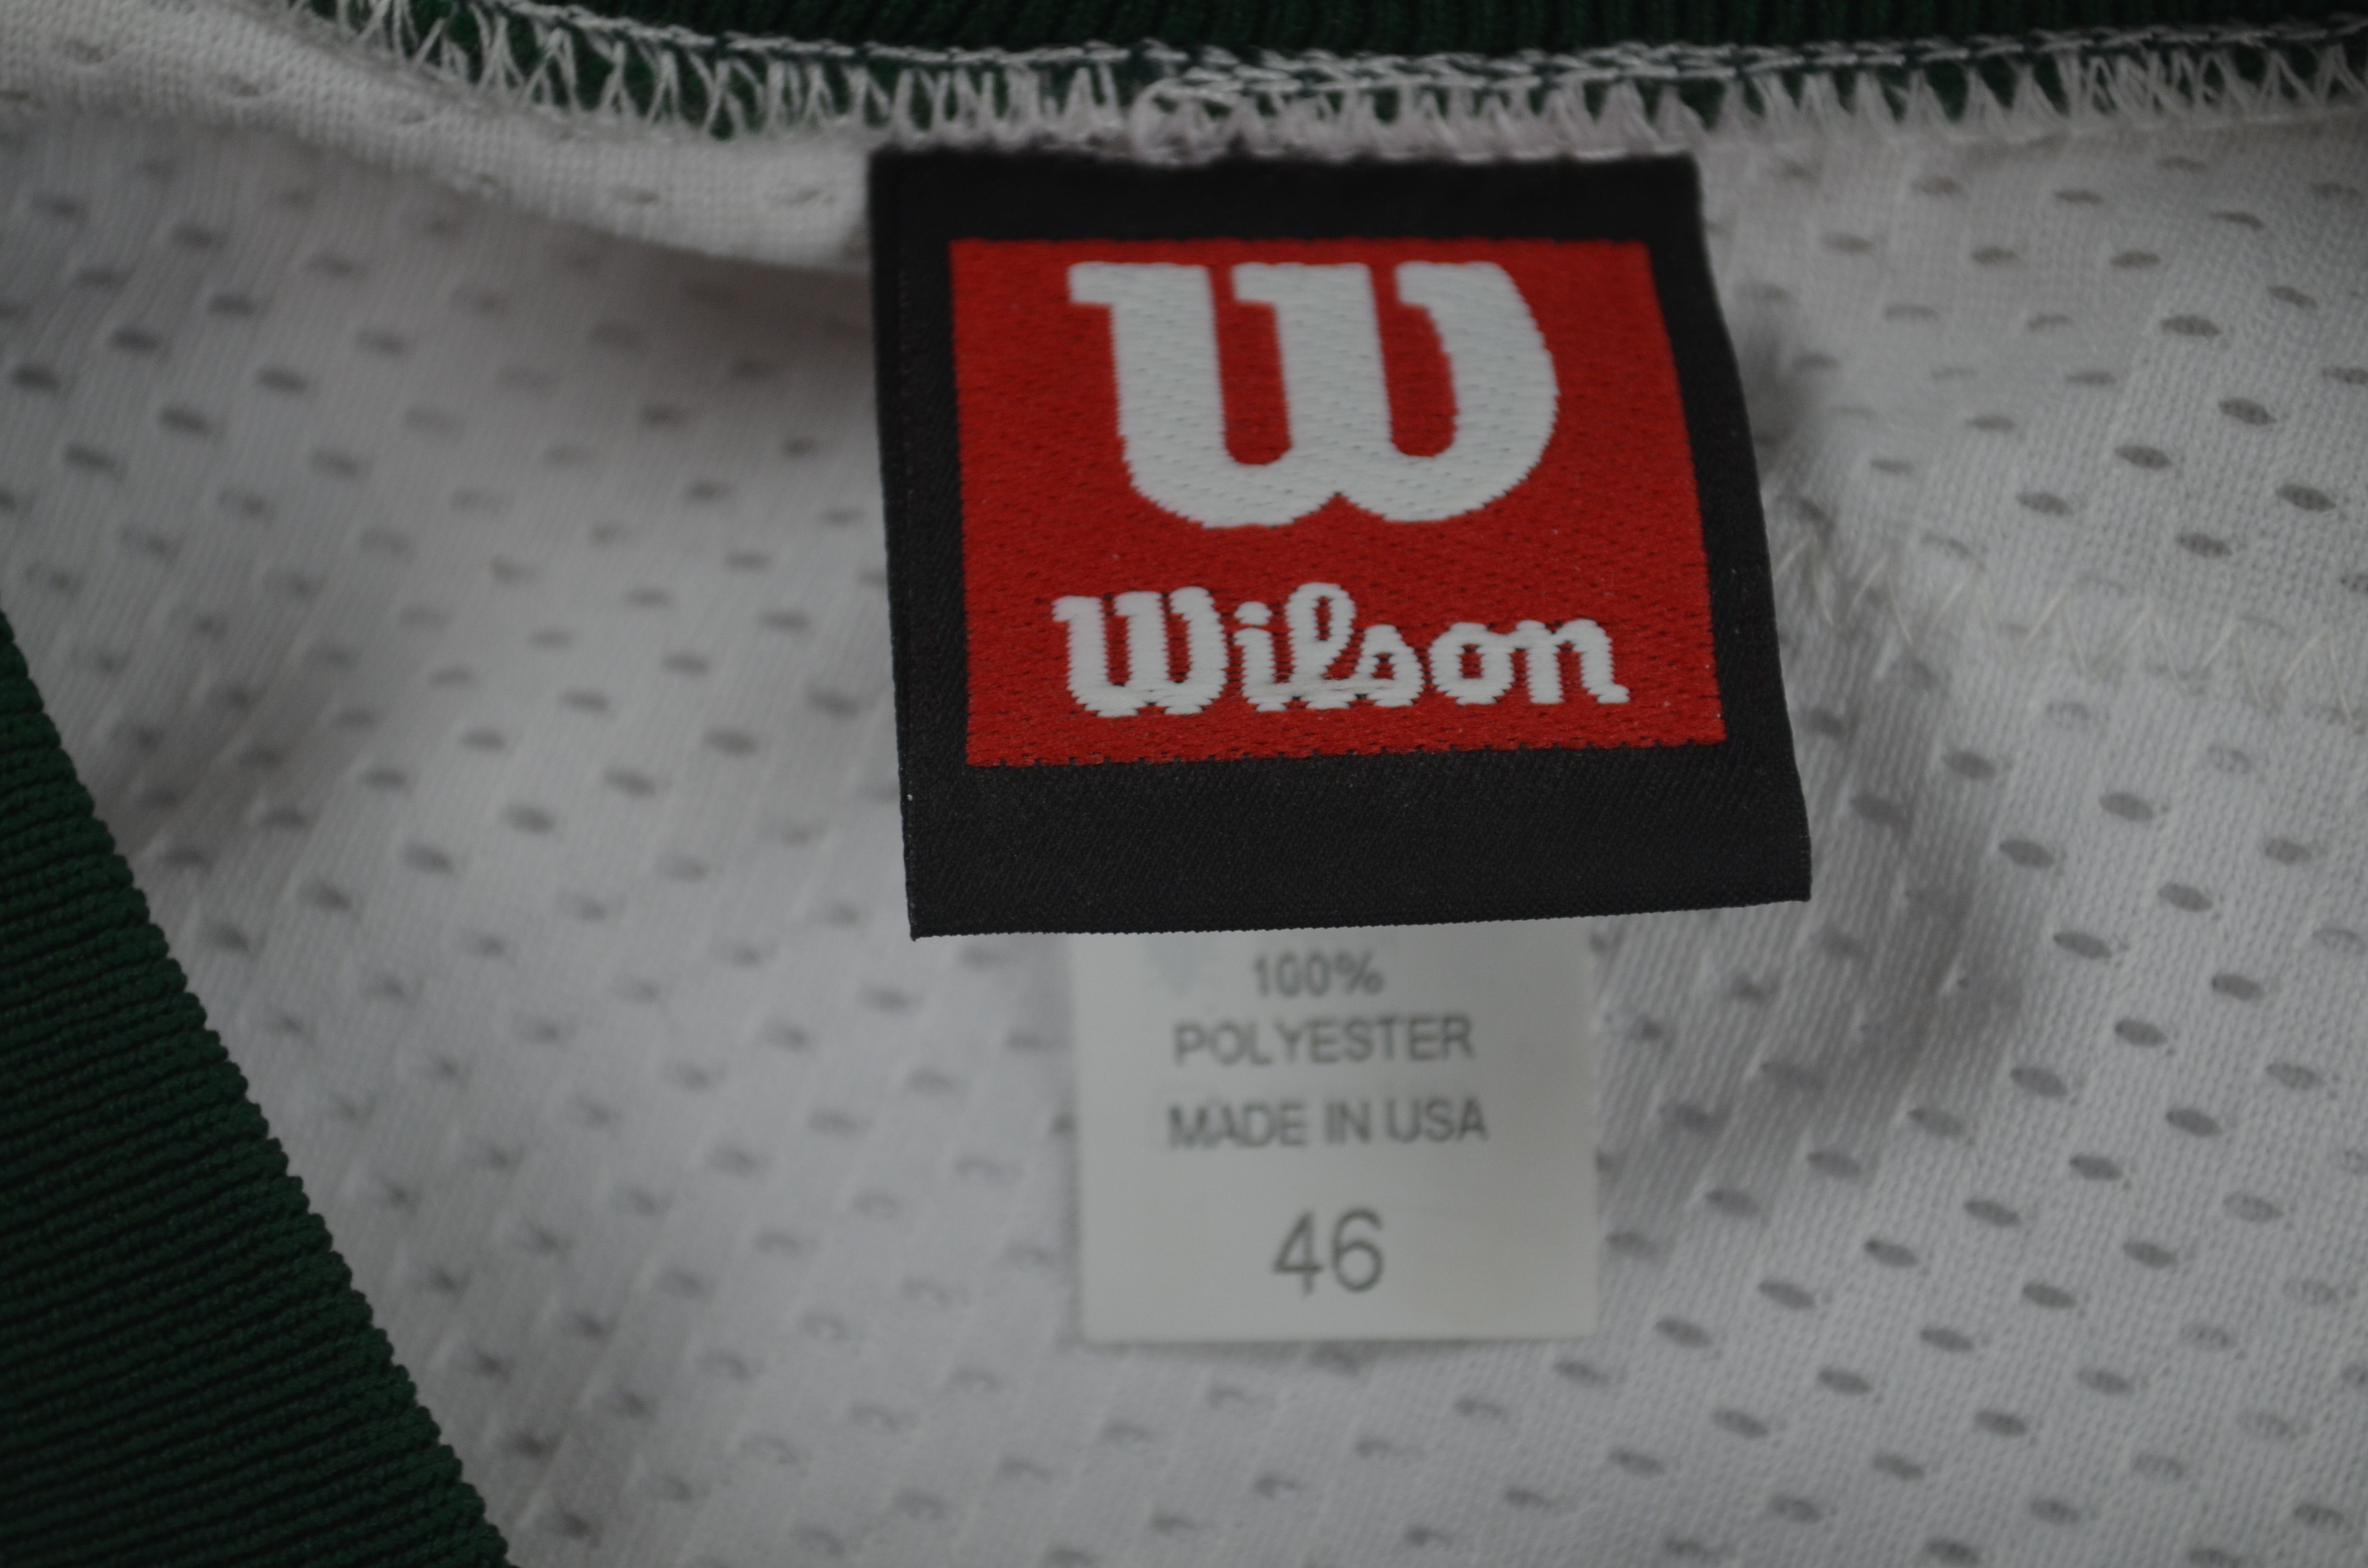 W
Wilson
100%
POLYESTER
MADE IN USA
46